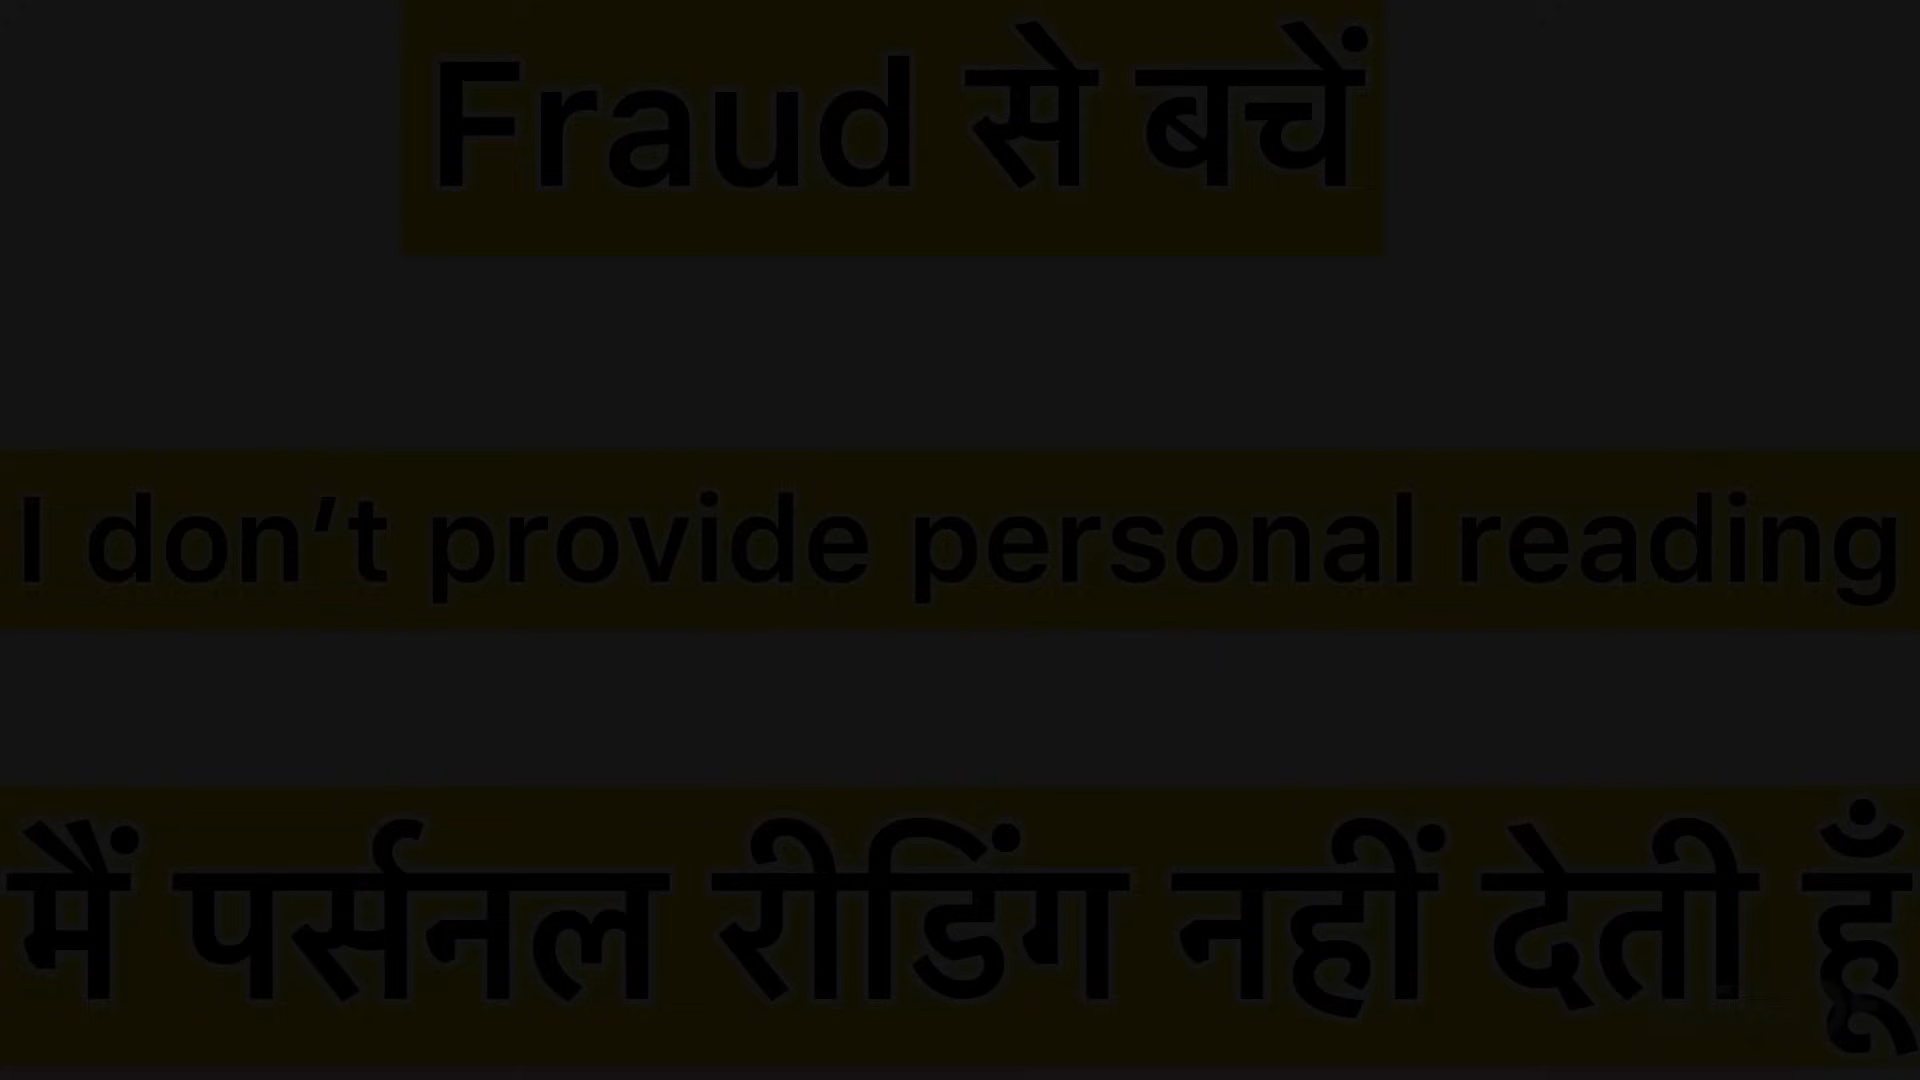 Fraud से बचें
I don’t provide personal reading
मैं पर्सनल रीडिंग नहीं देती हूँ